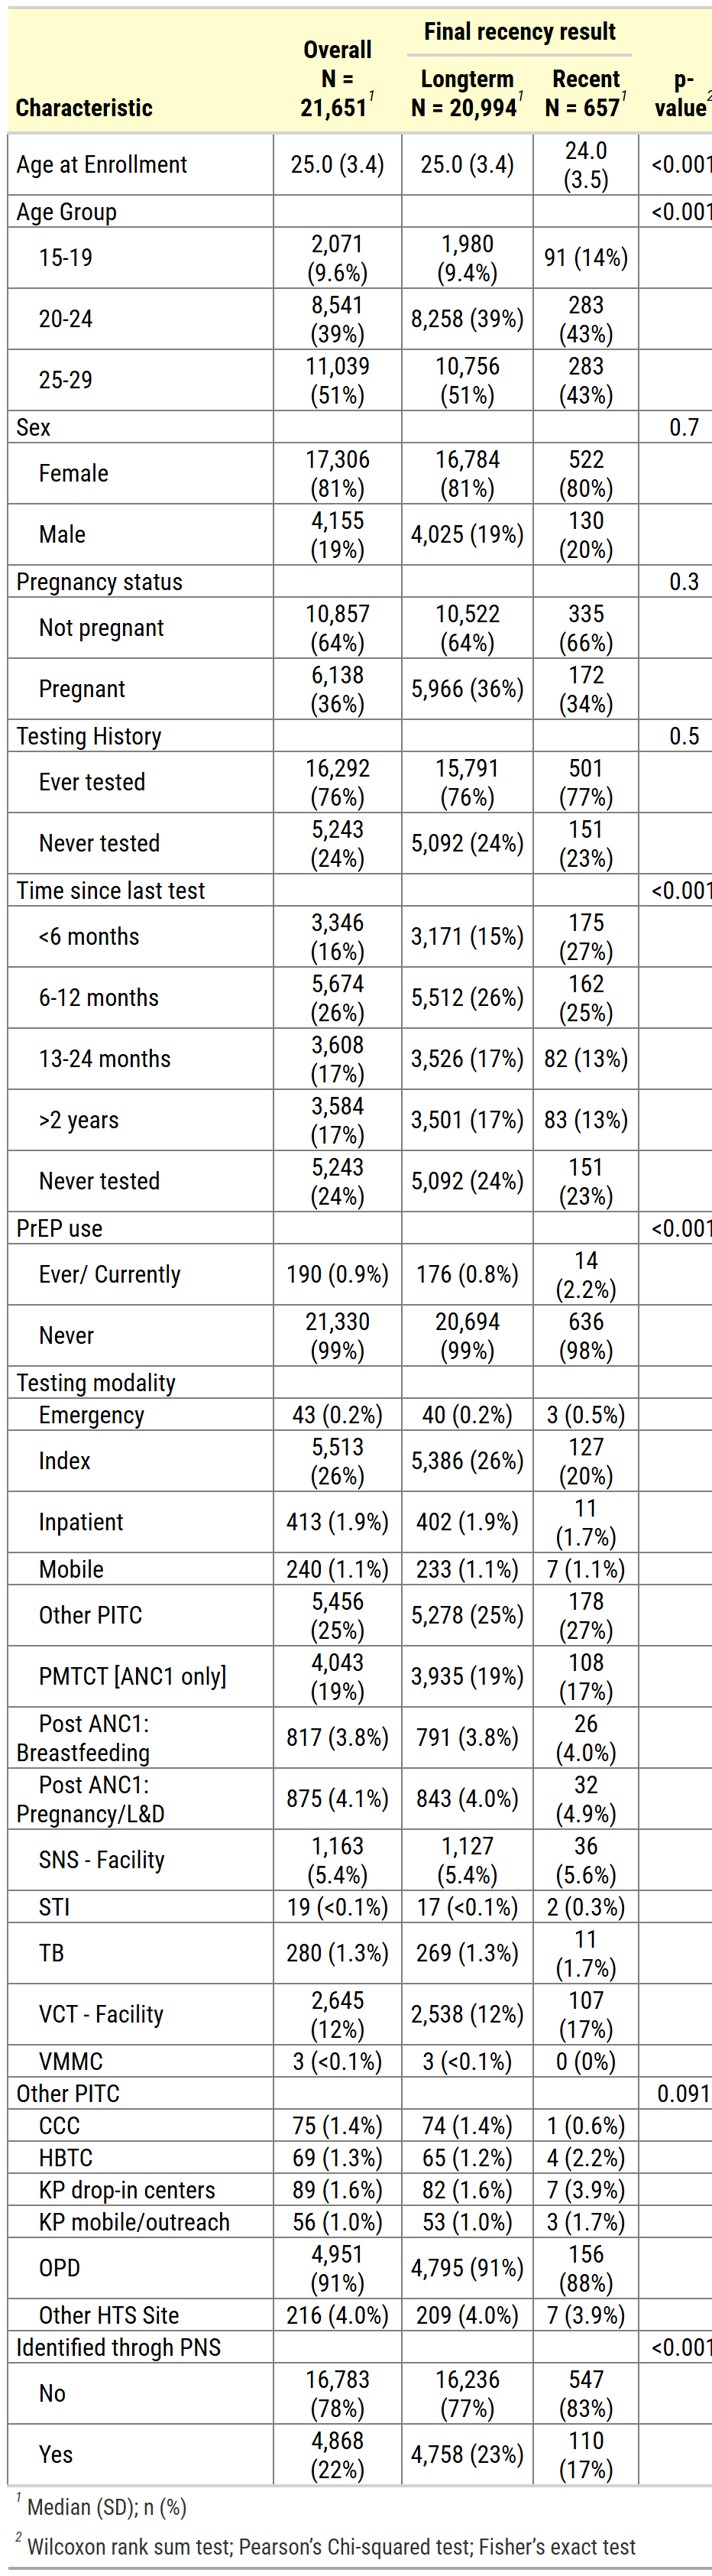 Final recency result
Overall N = 21,651¹ Longterm N = 20,994¹ Recent N = 657¹ p-value²
Characteristic
Age at Enrollment 25.0 (3.4) 25.0 (3.4) 24.0 (3.5) <0.001
Age Group <0.001
15-19 2,071 (9.6%) 1,980 (9.4%) 91 (14%)
20-24 8,541 (39%) 8,258 (39%) 283 (43%)
25-29 11,039 (51%) 10,756 (51%) 283 (43%)
Sex 0.7
Female 17,306 (81%) 16,784 (81%) 522 (80%)
Male 4,155 (19%) 4,025 (19%) 130 (20%)
Pregnancy status 0.3
Not pregnant 10,857 (64%) 10,522 (64%) 335 (66%)
Pregnant 6,138 (36%) 5,966 (36%) 172 (34%)
Testing History 0.5
Ever tested 16,292 (76%) 15,791 (76%) 501 (77%)
Never tested 5,243 (24%) 5,092 (24%) 151 (23%)
Time since last test <0.001
<6 months 3,346 (16%) 3,171 (15%) 175 (27%)
6-12 months 5,674 (26%) 5,512 (26%) 162 (25%)
13-24 months 3,608 (17%) 3,526 (17%) 82 (13%)
>2 years 3,584 (17%) 3,501 (17%) 83 (13%)
Never tested 5,243 (24%) 5,092 (24%) 151 (23%)
PrEP use <0.001
Ever/ Currently 190 (0.9%) 176 (0.8%) 14 (2.2%)
Never 21,330 (99%) 20,694 (99%) 636 (98%)
Testing modality
Emergency 43 (0.2%) 40 (0.2%) 3 (0.5%)
Index 5,513 (26%) 5,386 (26%) 127 (20%)
Inpatient 413 (1.9%) 402 (1.9%) 11 (1.7%)
Mobile 240 (1.1%) 233 (1.1%) 7 (1.1%)
Other PITC 5,456 (25%) 5,278 (25%) 178 (27%)
PMTCT [ANC1 only] 4,043 (19%) 3,935 (19%) 108 (17%)
Post ANC1: Breastfeeding 817 (3.8%) 791 (3.8%) 26 (4.0%)
Post ANC1: Pregnancy/L&D 875 (4.1%) 843 (4.0%) 32 (4.9%)
SNS - Facility 1,163 (5.4%) 1,127 (5.4%) 36 (5.6%)
STI 19 (<0.1%) 17 (<0.1%) 2 (0.3%)
TB 280 (1.3%) 269 (1.3%) 11 (1.7%)
VCT - Facility 2,645 (12%) 2,538 (12%) 107 (17%)
VMMC 3 (<0.1%) 3 (<0.1%) 0 (0%)
Other PITC 0.091
CCC 75 (1.4%) 74 (1.4%) 1 (0.6%)
HBTC 69 (1.3%) 65 (1.2%) 4 (2.2%)
KP drop-in centers 89 (1.6%) 82 (1.6%) 7 (3.9%)
KP mobile/outreach 56 (1.0%) 53 (1.0%) 3 (1.7%)
OPD 4,951 (91%) 4,795 (91%) 156 (88%)
Other HTS Site 216 (4.0%) 209 (4.0%) 7 (3.9%)
Identified throgh PNS <0.001
No 16,783 (78%) 16,236 (77%) 547 (83%)
Yes 4,868 (22%) 4,758 (23%) 110 (17%)
¹ Median (SD); n (%)
² Wilcoxon rank sum test; Pearson’s Chi-squared test; Fisher’s exact test